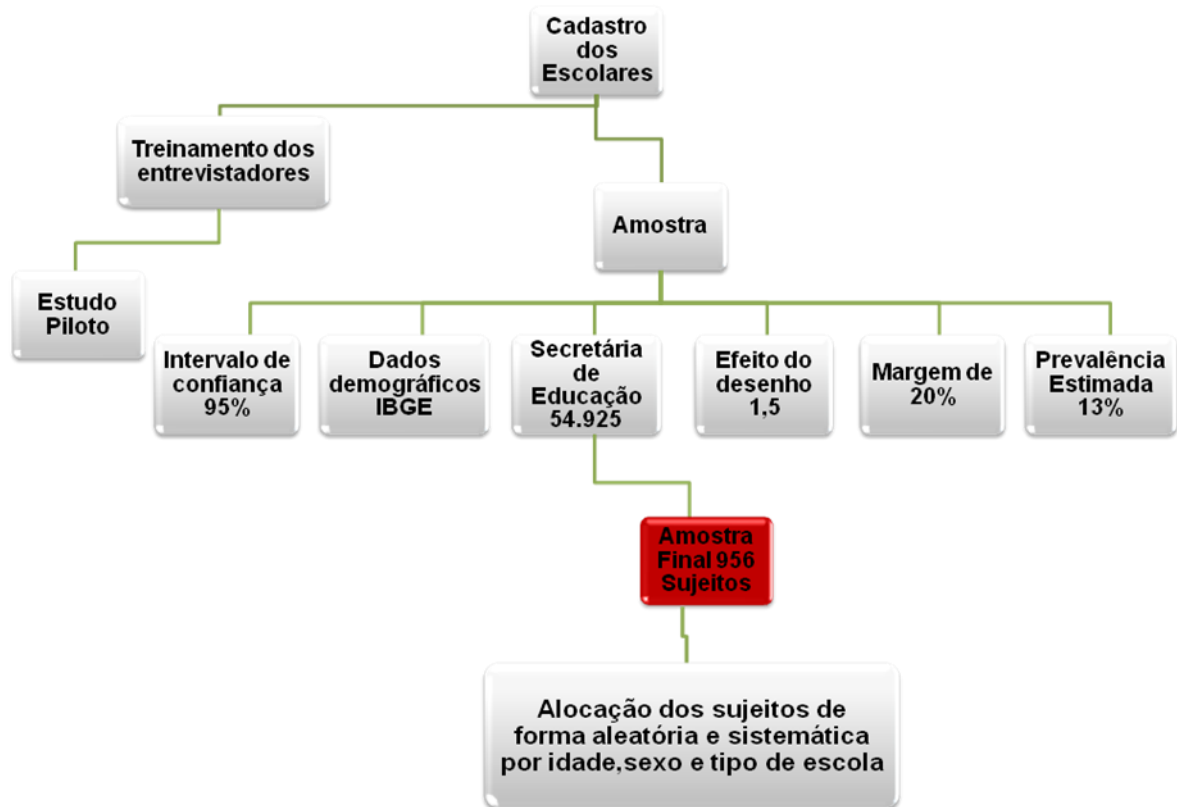 Cadastro
dos
Escolares
Treinamento dos
entrevistadores
Amostra
Estudo
Piloto
Intervalo de
confiança
95%
Dados
demográficos
IBGE
Secretária
de
Educação
54.925
Efeito do
desenho
1,5
Margem de
20%
Prevalência
Estimada
13%
Amostra
Final 956
Sujeitos
Alocação dos sujeitos de
forma aleatória e sistemática
por idade,sexo e tipo de escola